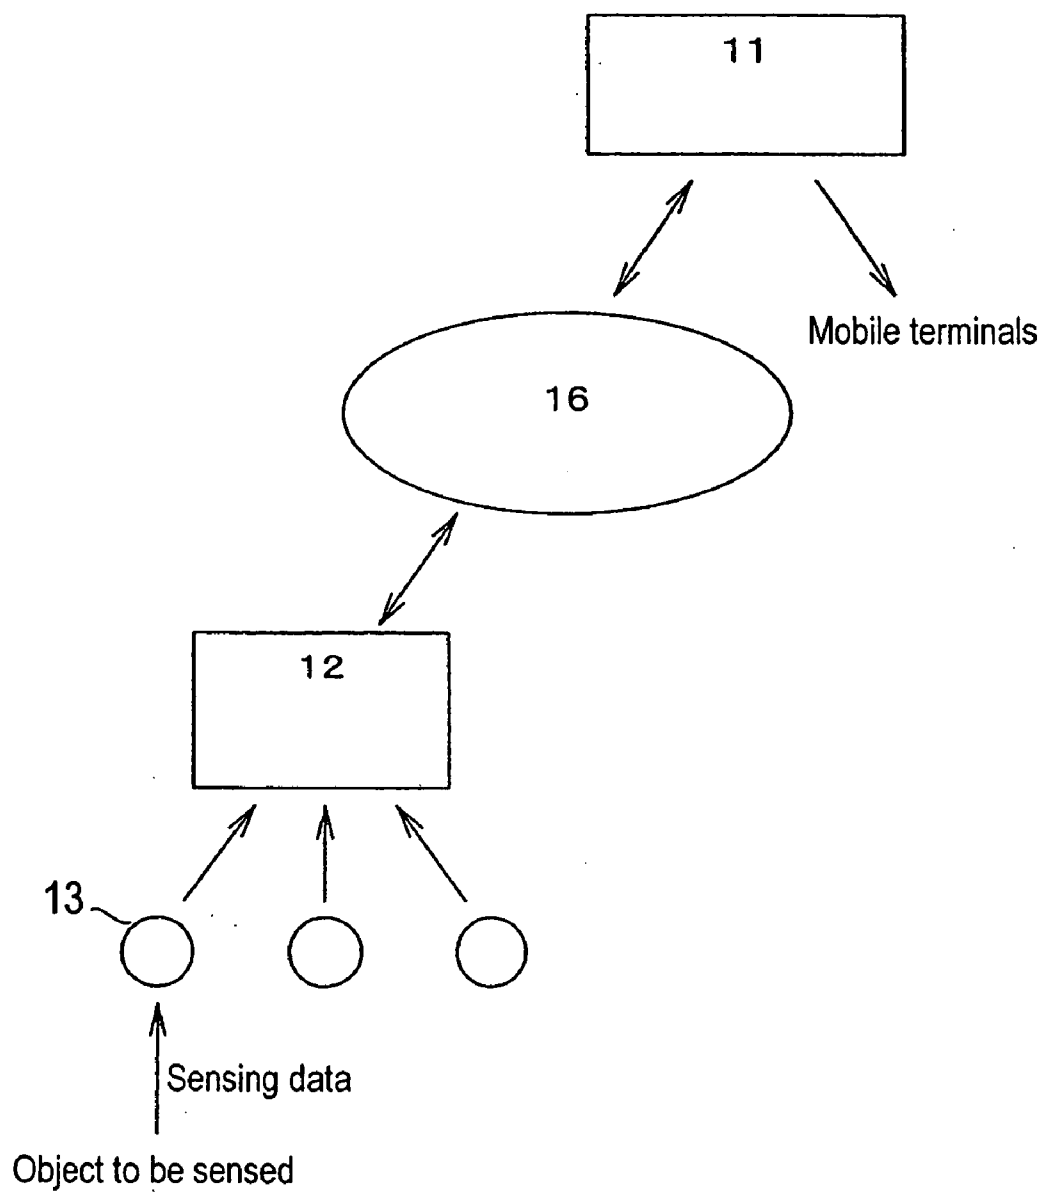 11
Mobile terminals
16
12
13
Sensing data
Object to be sensed